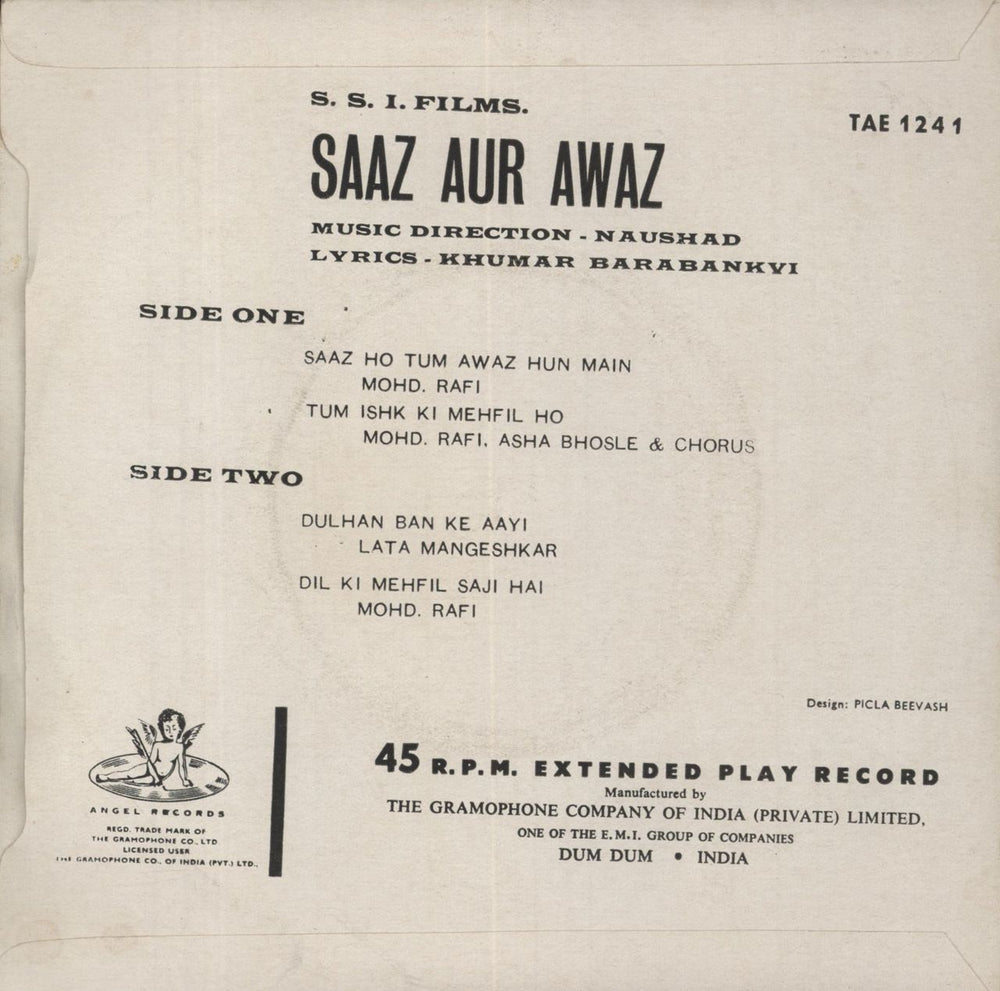 S. S. I. FILMS.
TAE 1241
SAAZ AUR AWAZ
MUSIC DIRECTION - NAUSHAD
LYRICS - KHUMAR BARABANKVI
SIDE ONE
SAAZ HO TUM AWAZ HUN MAIN
MOHD. RAFI
TUM ISHK KI MEHFIL HO
MOHD. RAFI, ASHA BHOSLE & CHORUS
SIDE TWO
DULHAN BAN KE AAYI
LATA MANGESHKAR
DIL KI MEHFIL SAJI HAI
MOHD. RAFI
Design: PICLA BEEVASH
ANGEL RECORDS
REGD. TRADE MARK OF
THE GRAMOPHONE CO., LTD
LICENSED USER
THE GRAMOPHONE CO., OF INDIA (PVT.) LTD.,
45 R.P.M. EXTENDED PLAY RECORD
Manufactured by
THE GRAMOPHONE COMPANY OF INDIA (PRIVATE) LIMITED,
ONE OF THE E.M.I. GROUP OF COMPANIES
DUM DUM • INDIA